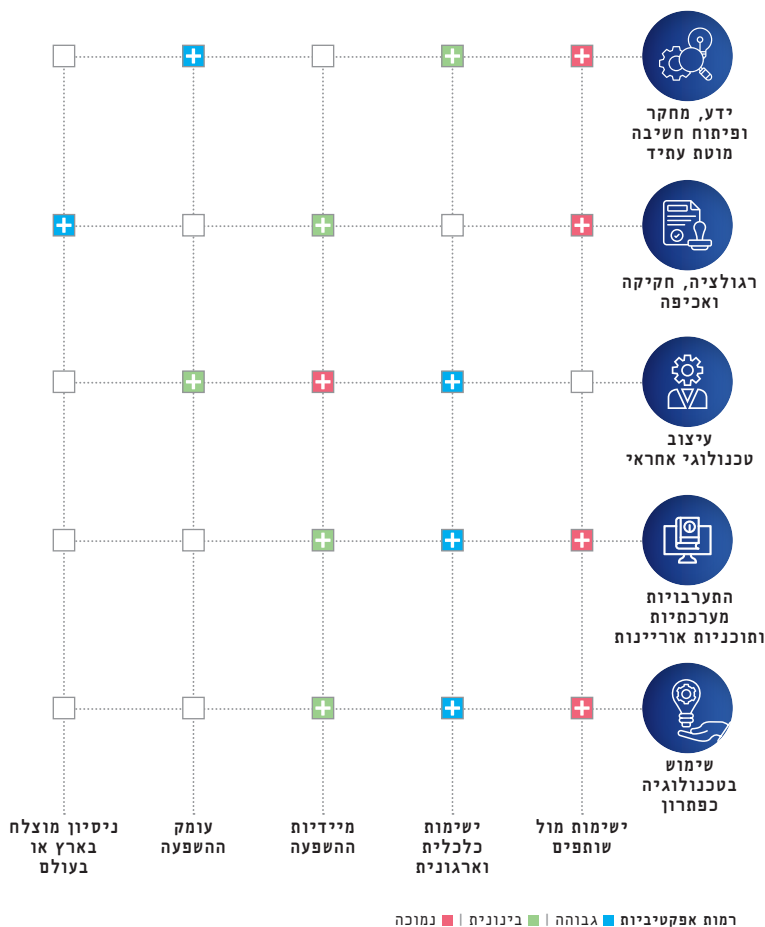 ידע, מחקר
ופיתוח חשיבה
מוטת עתיד
רגולציה, חקיקה
ואכיפה
עיצוב
טכנולוגי אחראי
התערבויות
מערכתיות
ותוכניות אוריינות
שימוש
בטכנולוגיה
כפתרון
ישימות מול
שותפים
ישימות
כלכלית
וארגונית
מיידיות
ההשפעה
עומק
ההשפעה
ניסיון מוצלח
בארץ או
בעולם
רמות אפקטיביות גבוהה | בינונית | נמוכה